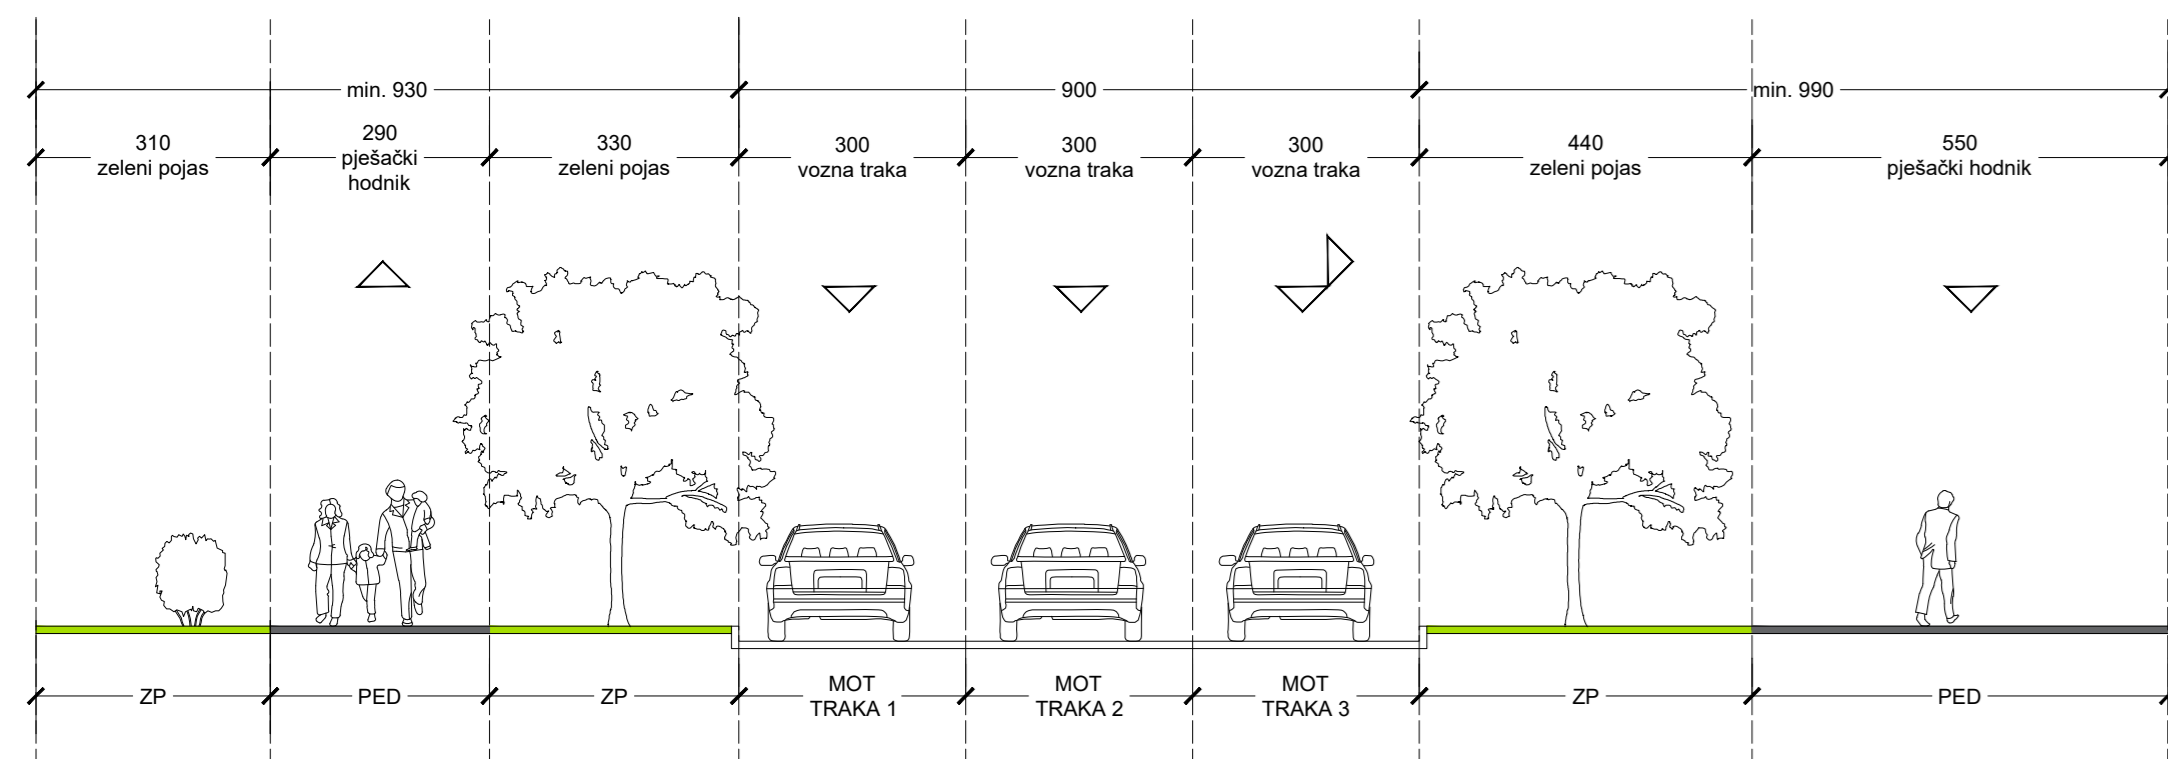 min. 930
900
min. 990
310
zeleni pojas
290
pješački
hodnik
330
zeleni pojas
300
vozna traka
300
vozna traka
300
vozna traka
440
zeleni pojas
550
pješački hodnik
ZP
PED
ZP
MOT
TRAKA 1
MOT
TRAKA 2
MOT
TRAKA 3
ZP
PED